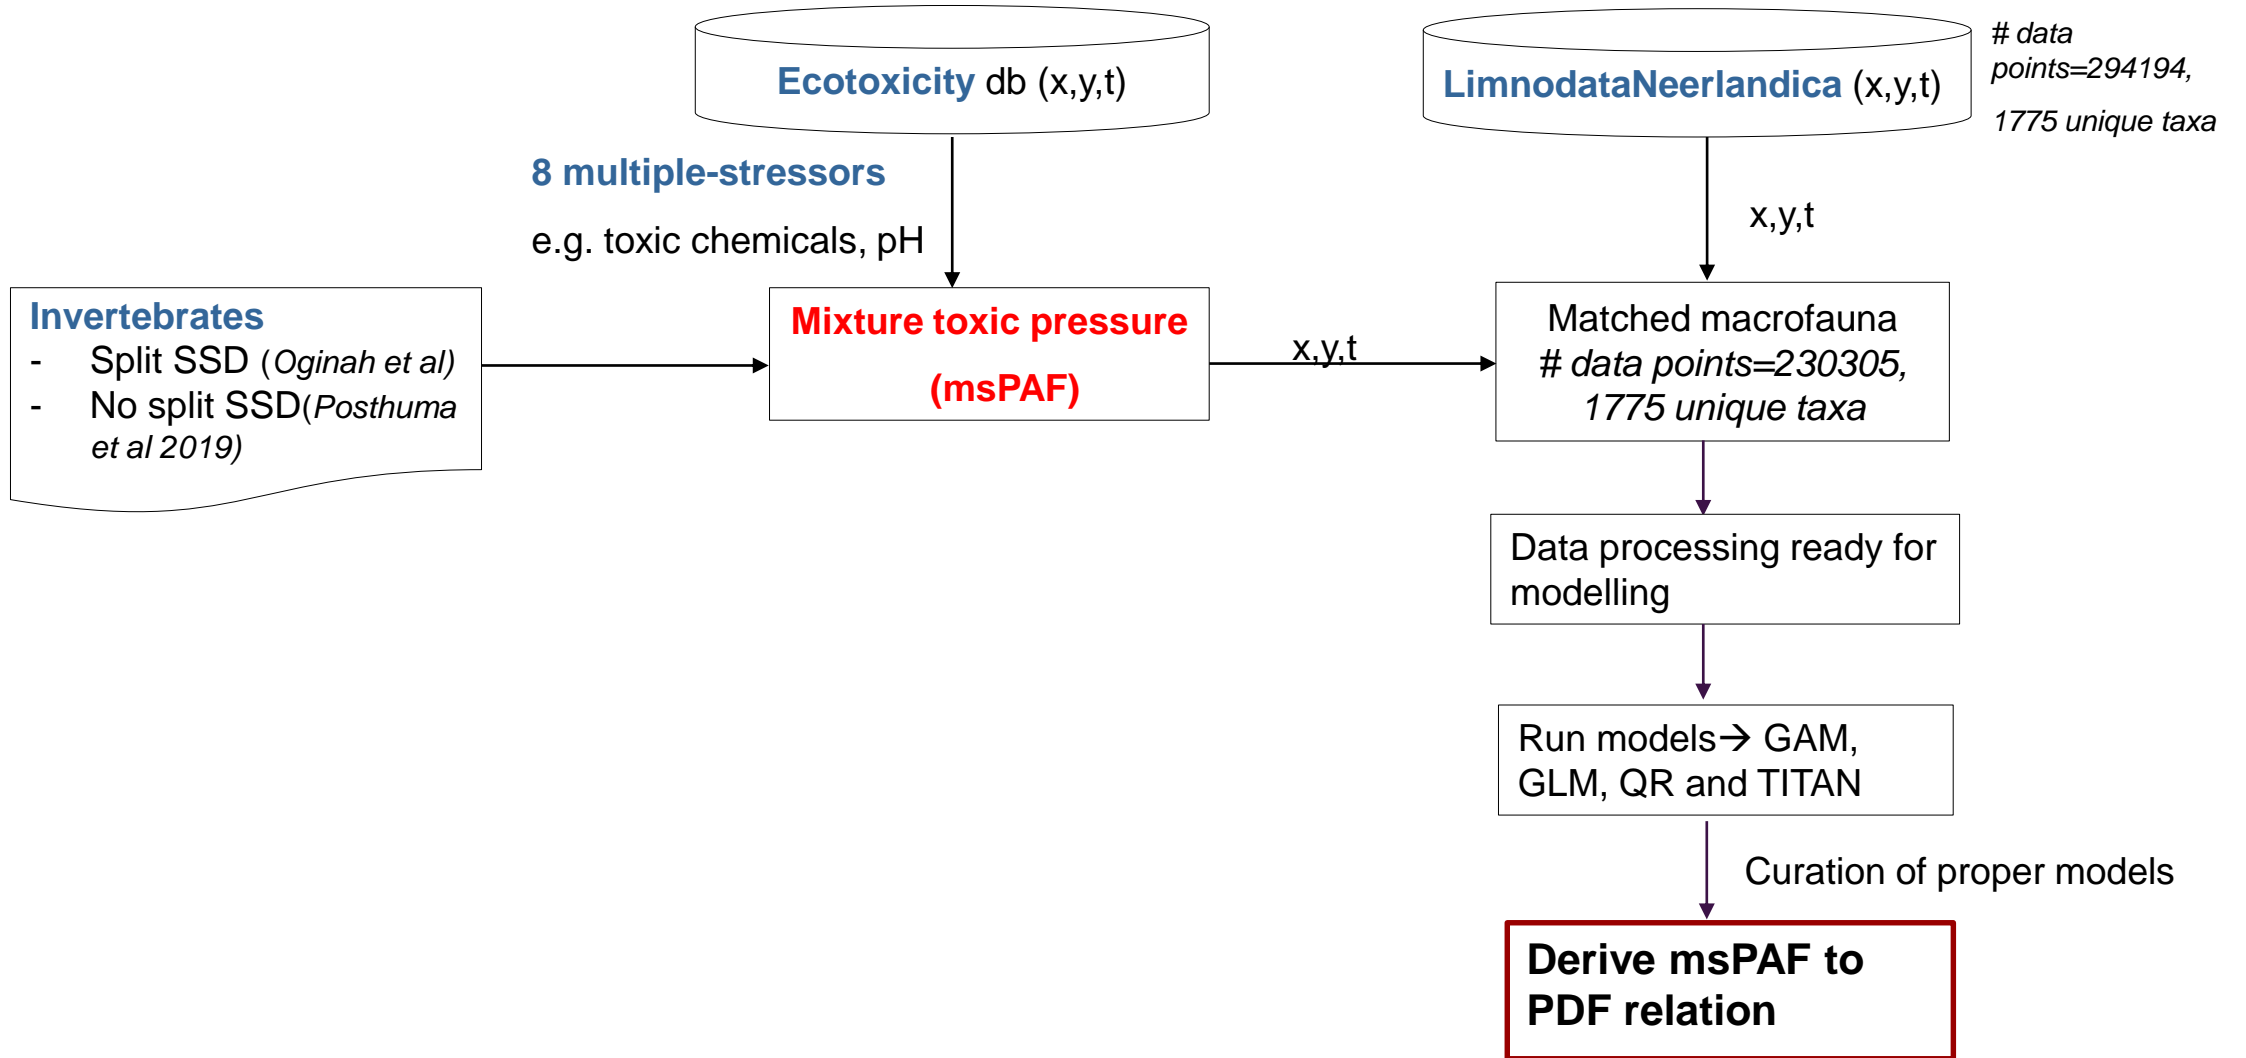 Ecotoxicity db (x,y,t)
LimnodataNeerlandica (x,y,t)
# data
points=294194,
1775 unique taxa
8 multiple-stressors
e.g. toxic chemicals, pH
x,y,t
Invertebrates
- Split SSD (Oginah et al)
- No split SSD(Posthuma
et al 2019)
Mixture toxic pressure
(msPAF)
x,y,t
Matched macrofauna
# data points=230305,
1775 unique taxa
Data processing ready for
modelling
Run models→ GAM,
GLM, QR and TITAN
Curation of proper models
Derive msPAF to
PDF relation